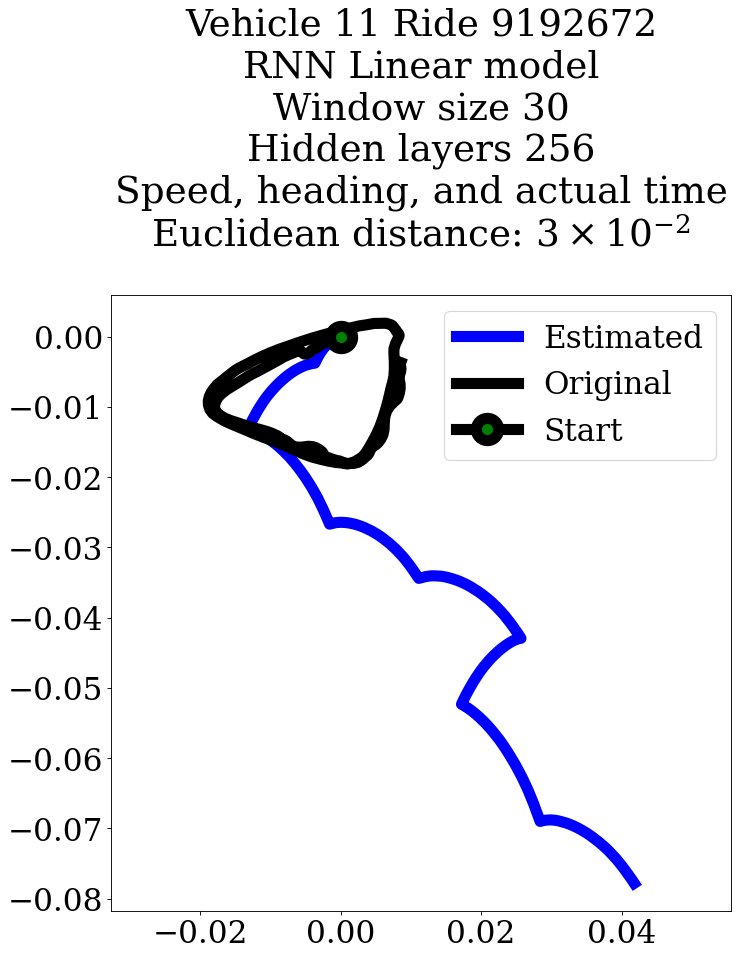 Vehicle 11 Ride 9192672
RNN Linear model
Window size 30
Hidden layers 256
Speed, heading, and actual time
Euclidean distance: 3 × 10⁻²
Estimated
Original
Start
0.00
−0.01
−0.02
−0.03
−0.04
−0.05
−0.06
−0.07
−0.08
−0.02 0.00 0.02 0.04